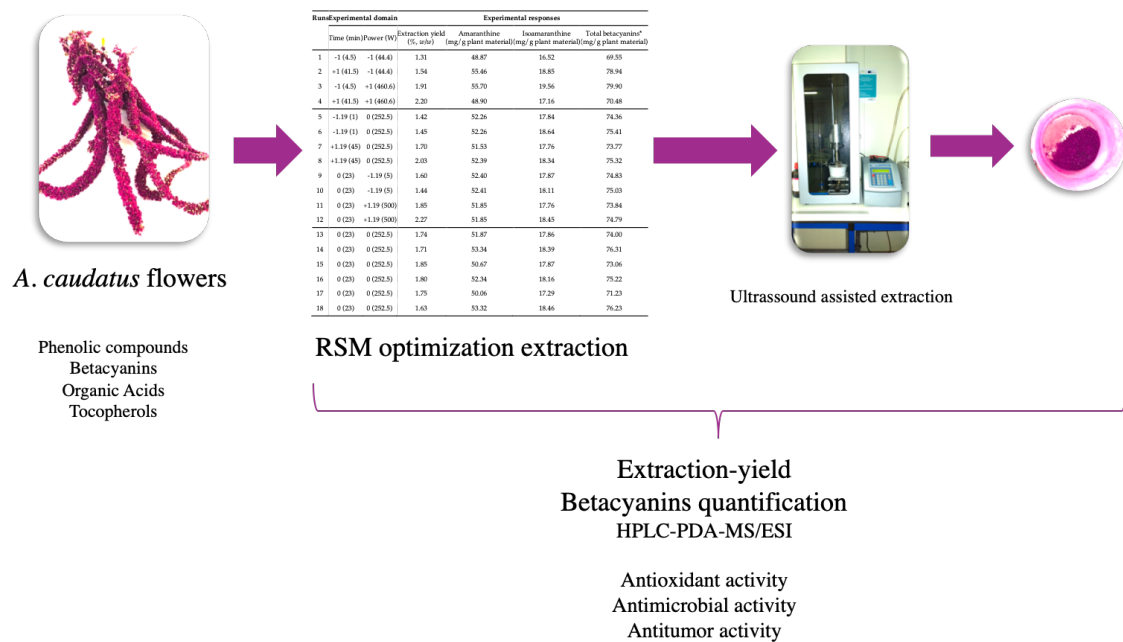 Runs Experimental domain Experimental responses
Time (min) Power (W) Extraction yield (%, w/w) Amaranthine (mg/g plant material) Isoamaranthine (mg/g plant material) Total betacyaninsᵃ (mg/g plant material)
1 -1 (4.5) -1 (44.4) 1.31 48.87 16.52 69.55
2 +1 (41.5) -1 (44.4) 1.54 55.46 18.85 78.94
3 -1 (4.5) +1 (460.6) 1.91 55.70 19.56 79.90
4 +1 (41.5) +1 (460.6) 2.20 48.90 17.16 70.48
5 -1.19 (1) 0 (252.5) 1.42 52.26 17.84 74.36
6 -1.19 (1) 0 (252.5) 1.45 52.26 18.64 75.41
7 +1.19 (45) 0 (252.5) 1.70 51.53 17.76 73.77
8 +1.19 (45) 0 (252.5) 2.03 52.39 18.34 75.32
9 0 (23) -1.19 (5) 1.60 52.40 17.87 74.83
10 0 (23) -1.19 (5) 1.44 52.41 18.11 75.03
11 0 (23) +1.19 (500) 1.85 51.85 17.76 73.84
12 0 (23) +1.19 (500) 2.27 51.85 18.45 74.79
13 0 (23) 0 (252.5) 1.74 51.87 17.86 74.00
14 0 (23) 0 (252.5) 1.71 53.34 18.39 76.31
15 0 (23) 0 (252.5) 1.85 50.67 17.87 73.06
16 0 (23) 0 (252.5) 1.80 52.34 18.16 75.22
17 0 (23) 0 (252.5) 1.75 50.06 17.29 71.23
18 0 (23) 0 (252.5) 1.63 53.32 18.46 76.23
A. caudatus flowers
Phenolic compounds
Betacyanins
Organic Acids
Tocopherols
RSM optimization extraction
Ultrasound assisted extraction
Extraction-yield
Betacyanins quantification
HPLC-PDA-MS/ESI
Antioxidant activity
Antimicrobial activity
Antitumor activity